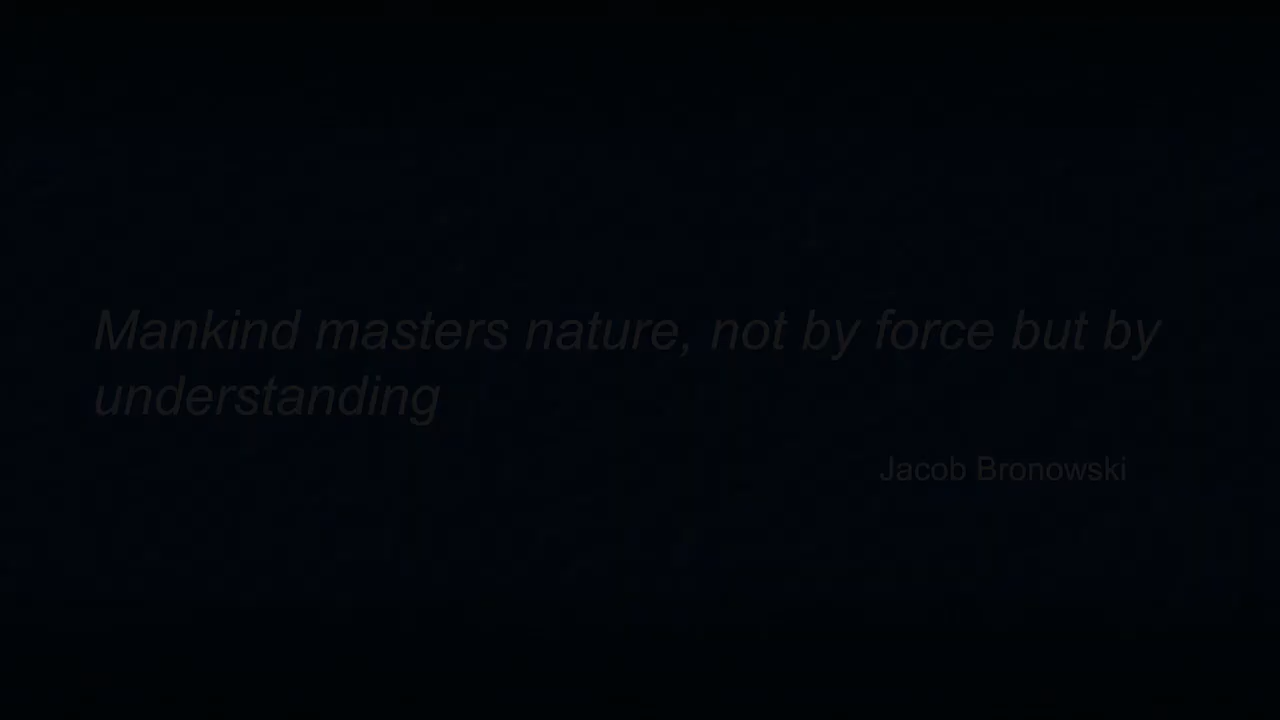 Mankind masters nature, not by force but by
understanding
Jacob Bronowski